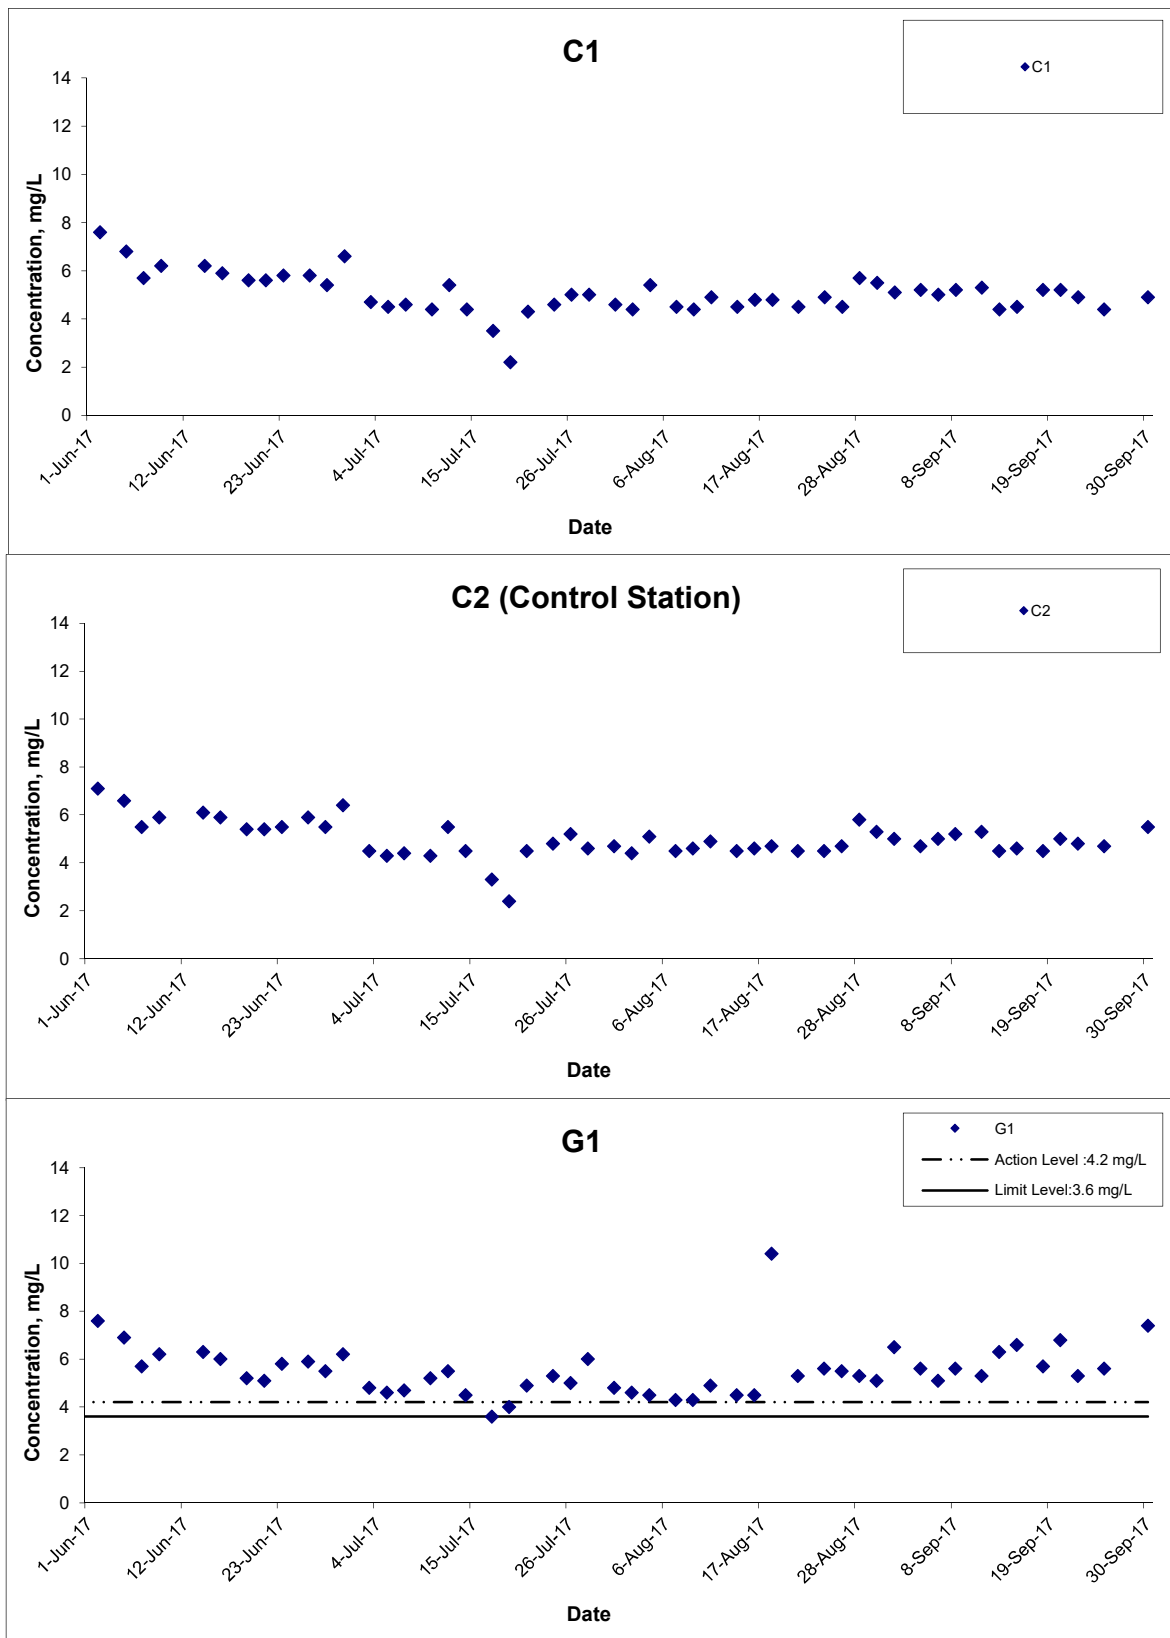 C1
C1
14
12
10
8
6
4
2
0
Concentration, mg/L
1-Jun-17
12-Jun-17
23-Jun-17
4-Jul-17
15-Jul-17
26-Jul-17
6-Aug-17
17-Aug-17
28-Aug-17
8-Sep-17
19-Sep-17
30-Sep-17
Date
C2 (Control Station)
C2
14
12
10
8
6
4
2
0
Concentration, mg/L
1-Jun-17
12-Jun-17
23-Jun-17
4-Jul-17
15-Jul-17
26-Jul-17
6-Aug-17
17-Aug-17
28-Aug-17
8-Sep-17
19-Sep-17
30-Sep-17
Date
G1
G1
Action Level :4.2 mg/L
Limit Level:3.6 mg/L
14
12
10
8
6
4
2
0
Concentration, mg/L
1-Jun-17
12-Jun-17
23-Jun-17
4-Jul-17
15-Jul-17
26-Jul-17
6-Aug-17
17-Aug-17
28-Aug-17
8-Sep-17
19-Sep-17
30-Sep-17
Date